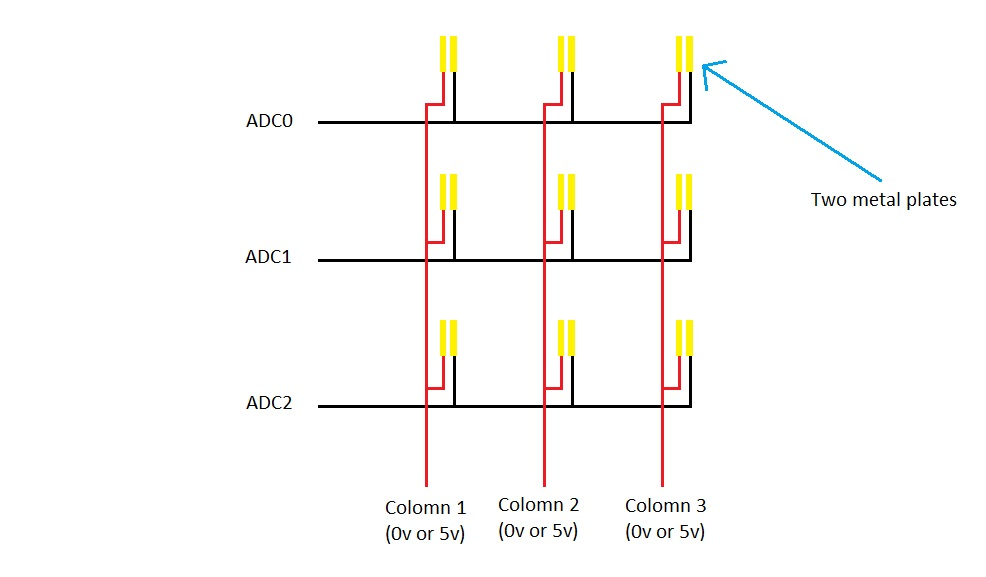 ADC0
Two metal plates
ADC1
ADC2
Colomn 1
(0v or 5v)
Colomn 2
(0v or 5v)
Colomn 3
(0v or 5v)